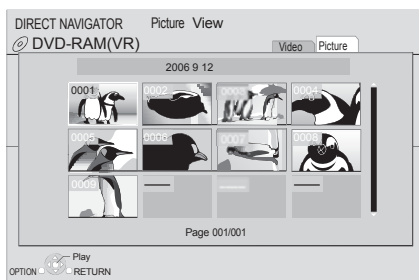 DIRECT NAVIGATOR Picture View
DVD-RAM(VR)
Video Picture
2006 9 12
0001 0002 0003 0004
0005 0006 0007 0008
0009
Page 001/001
Play
OPTION RETURN